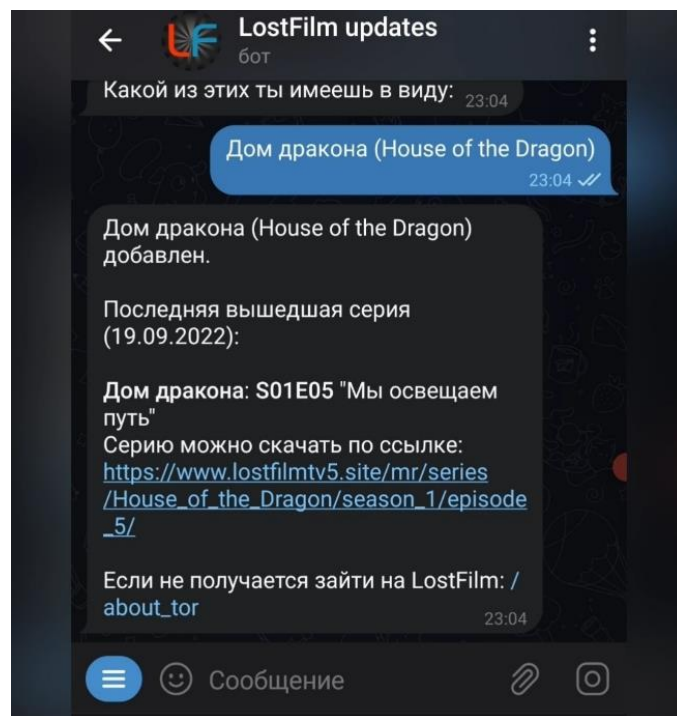 LostFilm updates
бот
Какой из этих ты имеешь в виду: 23:04
Дом дракона (House of the Dragon)
23:04
Дом дракона (House of the Dragon)
добавлен.
Последняя вышедшая серия
(19.09.2022):
Дом дракона: S01E05 "Мы освещаем
путь"
Серию можно скачать по ссылке:
https://www.lostfilmtv5.site/mr/series
/House_of_the_Dragon/season_1/episode
_5/
Если не получается зайти на LostFilm: /
about_tor
23:04
Сообщение